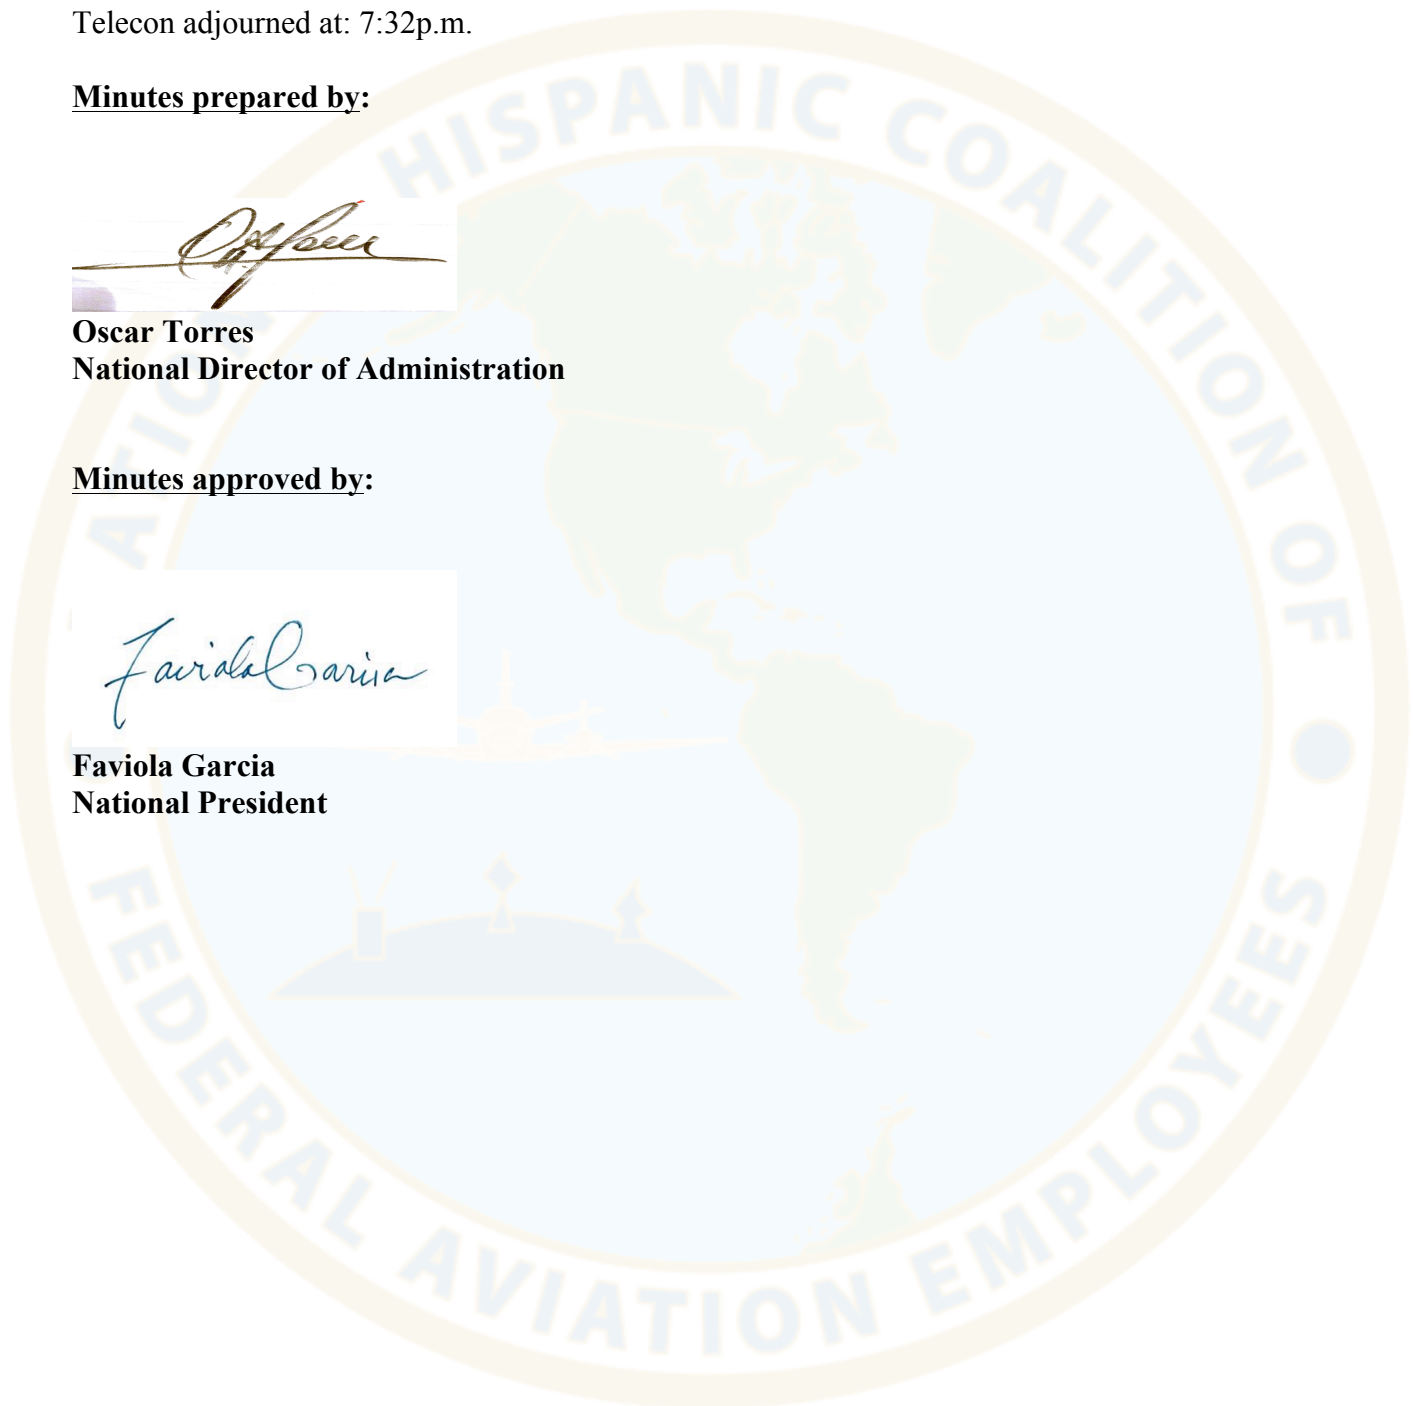 Telecon adjourned at: 7:32p.m.
Minutes prepared by:
Oscar Torres
National Director of Administration
Minutes approved by:
Faviola Garcia
Faviola Garcia
National President
HISPANIC COALITION OF
FEDERAL AVIATION EMPLOYEES